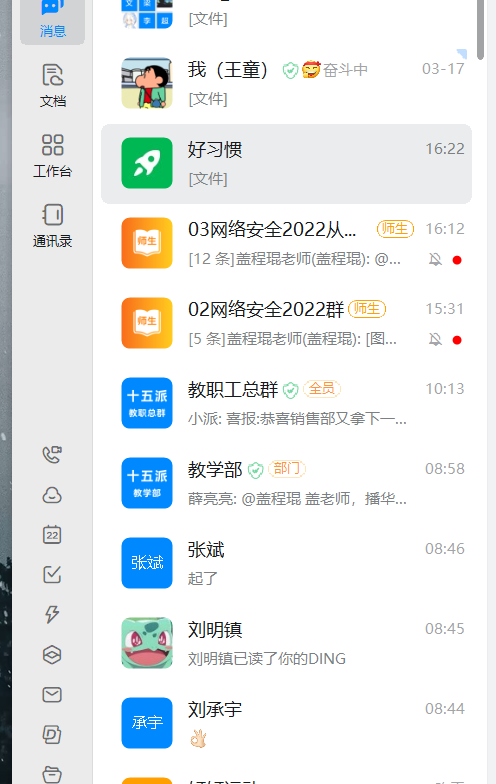 消息
文档
工作台
通讯录
22
文 梁
李 超
[文件]
我（王童） 奋斗中 03-17
[文件]
好习惯 16:22
[文件]
师生
03网络安全2022从... 师生 16:12
[12 条]盖程琨老师(盖程琨): @...
师生
02网络安全2022群 师生 15:31
[5 条]盖程琨老师(盖程琨): [图...
十五派
教职总群
教职工总群 全员 10:13
小派: 喜报:恭喜销售部又拿下一...
十五派
教学部
教学部 部门 08:58
薛亮亮: @盖程琨 盖老师，播华...
张斌
张斌 08:46
起了
刘明镇 08:45
刘明镇已读了你的DING
承宇
刘承宇 08:44